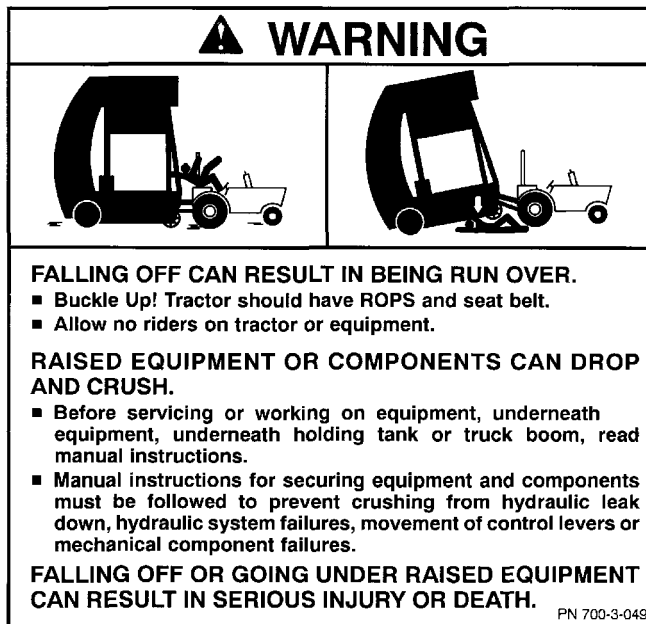 WARNING
FALLING OFF CAN RESULT IN BEING RUN OVER.
■ Buckle Up! Tractor should have ROPS and seat belt.
■ Allow no riders on tractor or equipment.
RAISED EQUIPMENT OR COMPONENTS CAN DROP
AND CRUSH.
■ Before servicing or working on equipment, underneath
equipment, underneath holding tank or truck boom, read
manual instructions.
■ Manual instructions for securing equipment and components
must be followed to prevent crushing from hydraulic leak
down, hydraulic system failures, movement of control levers or
mechanical component failures.
FALLING OFF OR GOING UNDER RAISED EQUIPMENT
CAN RESULT IN SERIOUS INJURY OR DEATH.
PN 700-3-049